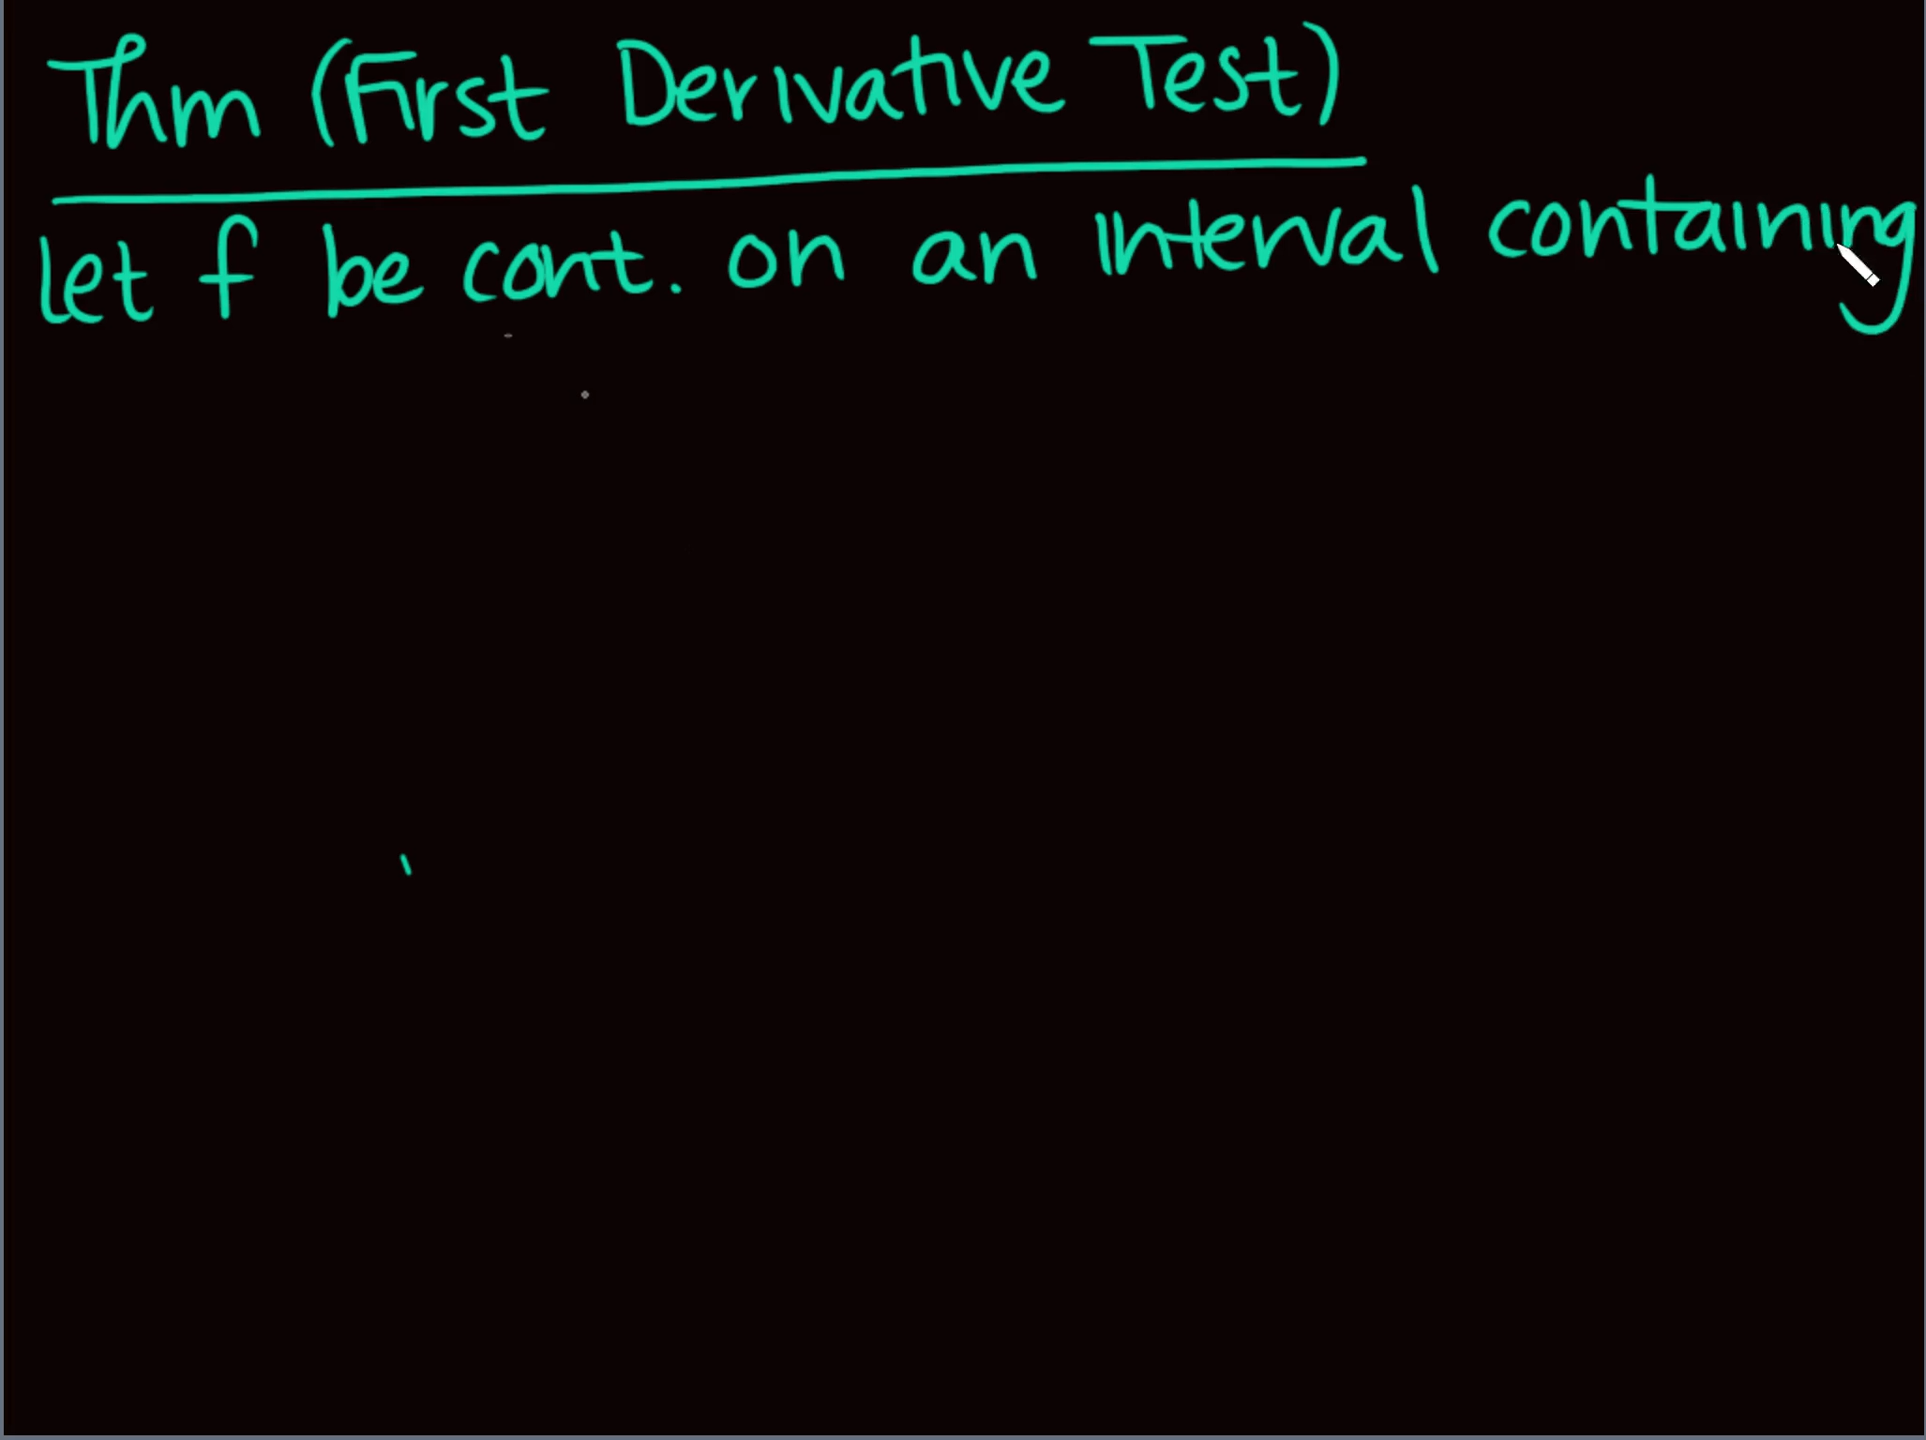 Thm (First Derivative Test)
let f be cont. on an interval containing